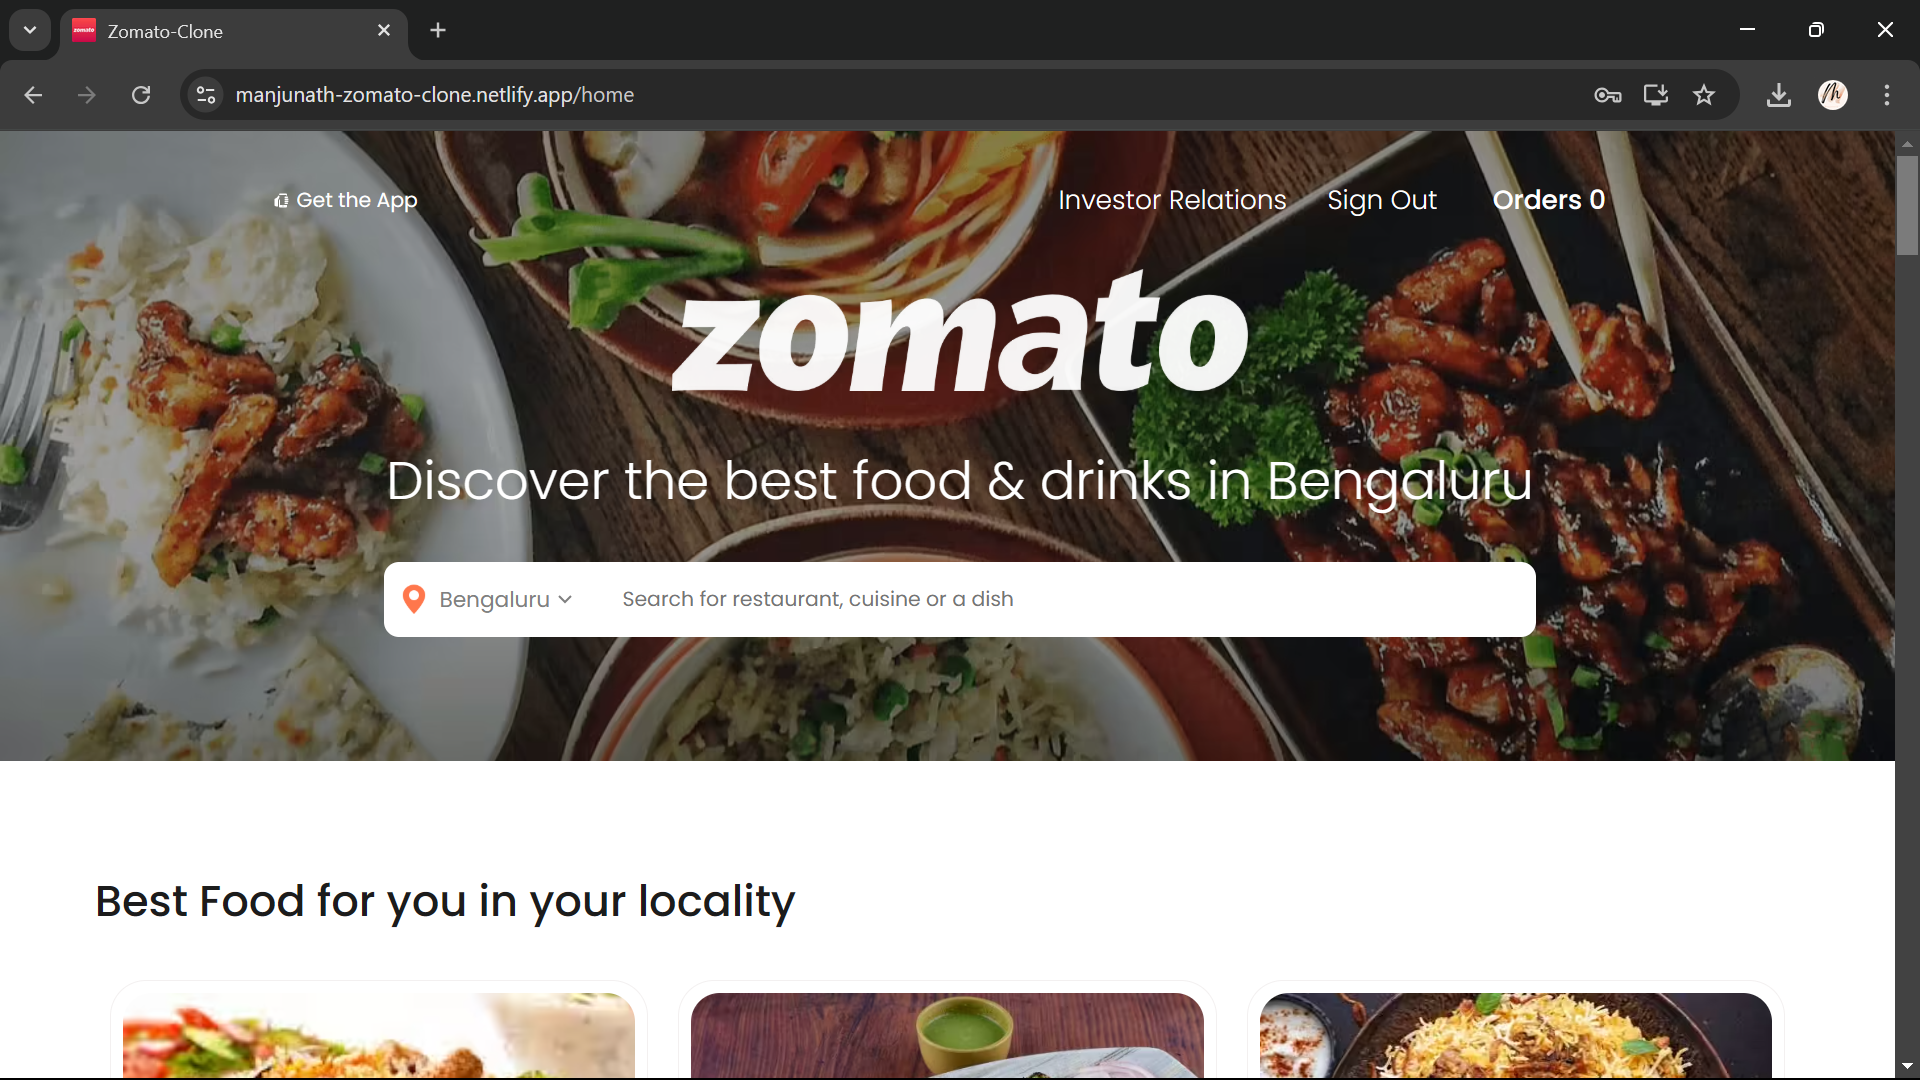 Zomato-Clone
manjunath-zomato-clone.netlify.app/home
Get the App
Investor Relations
Sign Out
Orders 0
zomato
Discover the best food & drinks in Bengaluru
Bengaluru
Search for restaurant, cuisine or a dish
Best Food for you in your locality